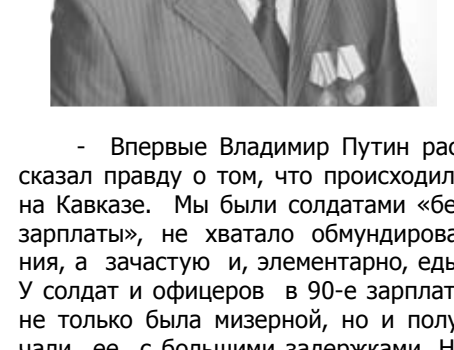 - Впервые Владимир Путин рас
сказал правду о том, что происходил
на Кавказе. Мы были солдатами «бе
зарплаты», не хватало обмундирова
ния, а зачастую и, элементарно, еды
У солдат и офицеров в 90-е зарплат
не только была мизерной, но и полу
чали ее с большими задержками. Н